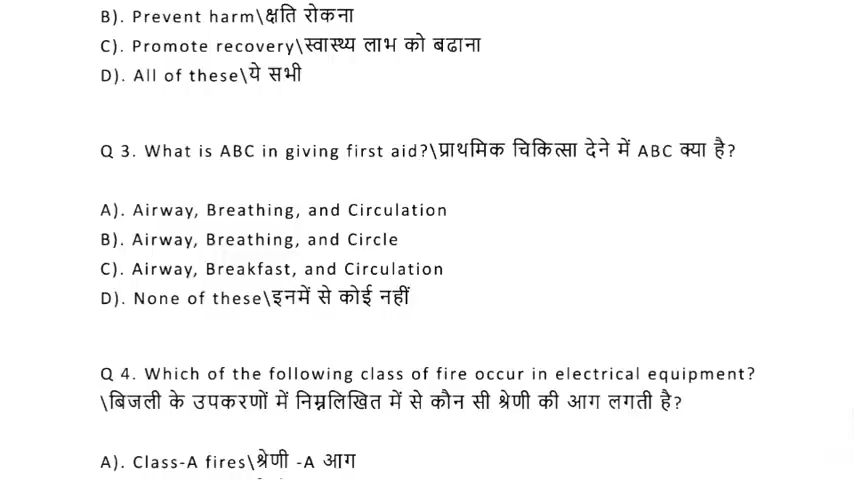 B). Prevent harm\क्षति रोकना
C). Promote recovery\स्वास्थ्य लाभ को बढाना
D). All of these\ये सभी
Q 3. What is ABC in giving first aid?\प्राथमिक चिकित्सा देने में ABC क्या है?
A). Airway, Breathing, and Circulation
B). Airway, Breathing, and Circle
C). Airway, Breakfast, and Circulation
D). None of these\इनमें से कोई नहीं
Q 4. Which of the following class of fire occur in electrical equipment?
\बिजली के उपकरणों में निम्नलिखित में से कौन सी श्रेणी की आग लगती है?
A). Class-A fires\श्रेणी -A आग